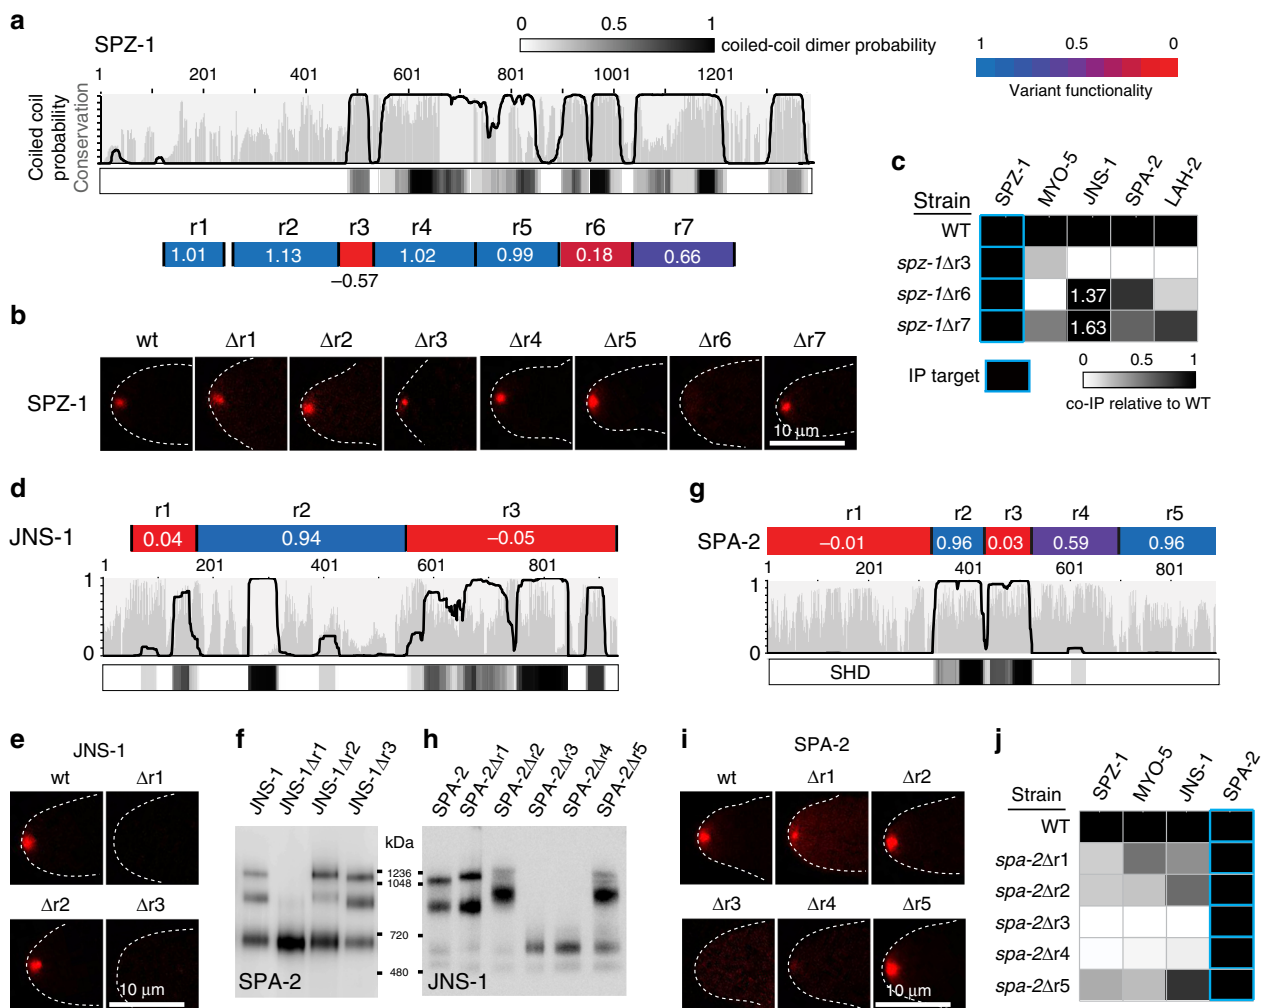 a
SPZ-1
0 0.5 1
coiled-coil dimer probability
1 0.5 0
Variant functionality
1 201 401 601 801 1001 1201
Coiled coil
probability
Conservation
r1 r2 r3 r4 r5 r6 r7
1.01 1.13 1.02 0.99 0.18 0.66
–0.57
b
wt Δr1 Δr2 Δr3 Δr4 Δr5 Δr6 Δr7
SPZ-1
10 μm
c
Strain
SPZ-1 MYO-5 JNS-1 SPA-2 LAH-2
WT
spz-1Δr3
spz-1Δr6 1.37
spz-1Δr7 1.63
IP target
0 0.5 1
co-IP relative to WT
d
r1 r2 r3
JNS-1 0.04 0.94 –0.05
1 201 401 601 801
1
0
g
r1 r2 r3 r4 r5
SPA-2 –0.01 0.96 0.03 0.59 0.96
1 201 401 601 801
1
0
SHD
e
JNS-1
wt Δr1
Δr2 Δr3
10 μm
f
JNS-1 JNS-1Δr1 JNS-1Δr2 JNS-1Δr3
kDa
1236
1048
720
480
SPA-2
h
SPA-2 SPA-2Δr1 SPA-2Δr2 SPA-2Δr3 SPA-2Δr4 SPA-2Δr5
JNS-1
i
SPA-2
wt Δr1 Δr2
Δr3 Δr4 Δr5
10 μm
j
Strain
SPZ-1 MYO-5 JNS-1 SPA-2
WT
spa-2Δr1
spa-2Δr2
spa-2Δr3
spa-2Δr4
spa-2Δr5